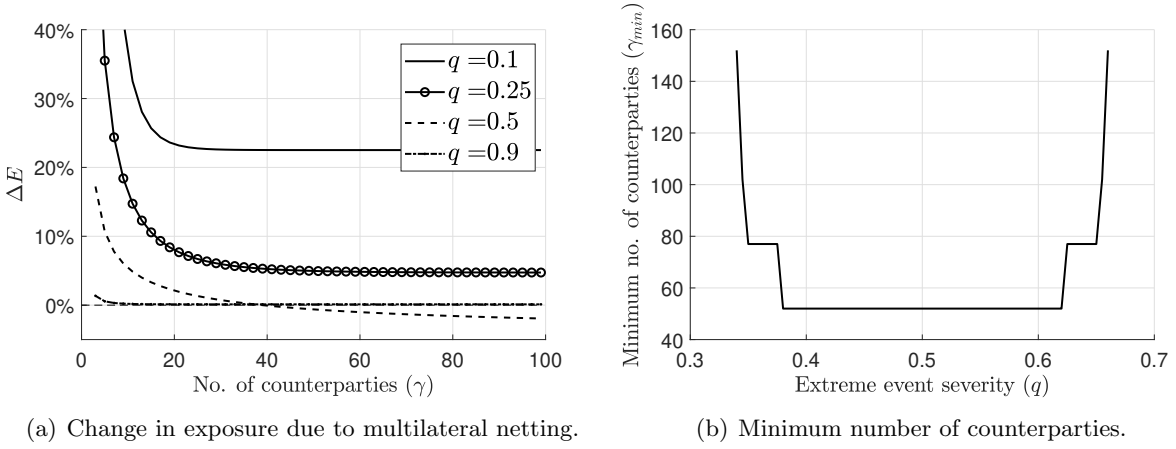 40%
30%
20%
10%
0%
ΔE
0
20
40
60
80
100
No. of counterparties (γ)
q =0.1
q =0.25
q =0.5
q =0.9
(a) Change in exposure due to multilateral netting.
160
140
120
100
80
60
40
Minimum no. of counterparties (γmin)
0.3
0.4
0.5
0.6
0.7
Extreme event severity (q)
(b) Minimum number of counterparties.